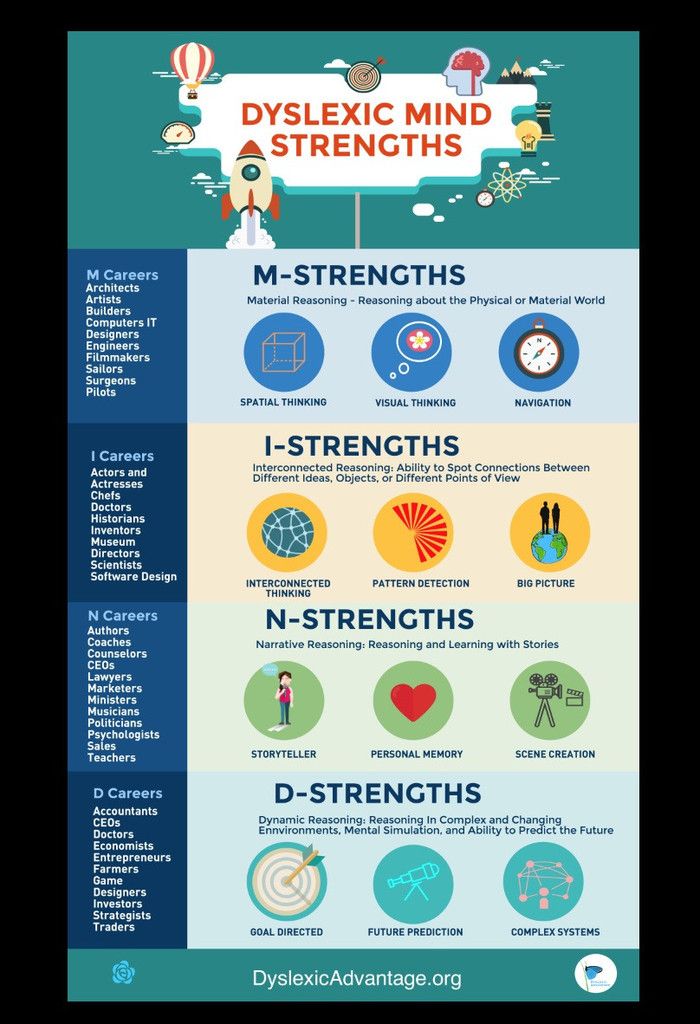 DYSLEXIC MIND
STRENGTHS
M Careers
Architects
Artists
Builders
Computers IT
Designers
Engineers
Filmmakers
Sailors
Surgeons
Pilots
M-STRENGTHS
Material Reasoning - Reasoning about the Physical or Material World
SPATIAL THINKING
VISUAL THINKING
NAVIGATION
I Careers
Actors and
Actresses
Chefs
Doctors
Historians
Inventors
Museum
Directors
Scientists
Software Design
I-STRENGTHS
Interconnected Reasoning: Ability to Spot Connections Between
Different Ideas, Objects, or Different Points of View
INTERCONNECTED
THINKING
PATTERN DETECTION
BIG PICTURE
N Careers
Authors
Coaches
Counselors
CEOs
Lawyers
Marketers
Ministers
Musicians
Politicians
Psychologists
Sales
Teachers
N-STRENGTHS
Narrative Reasoning: Reasoning and Learning with Stories
STORYTELLER
PERSONAL MEMORY
SCENE CREATION
D Careers
Accountants
CEOs
Doctors
Economists
Entrepreneurs
Farmers
Game
Designers
Investors
Strategists
Traders
D-STRENGTHS
Dynamic Reasoning: Reasoning In Complex and Changing
Ennvironments, Mental Simulation, and Ability to Predict the Future
GOAL DIRECTED
FUTURE PREDICTION
COMPLEX SYSTEMS
DyslexicAdvantage.org